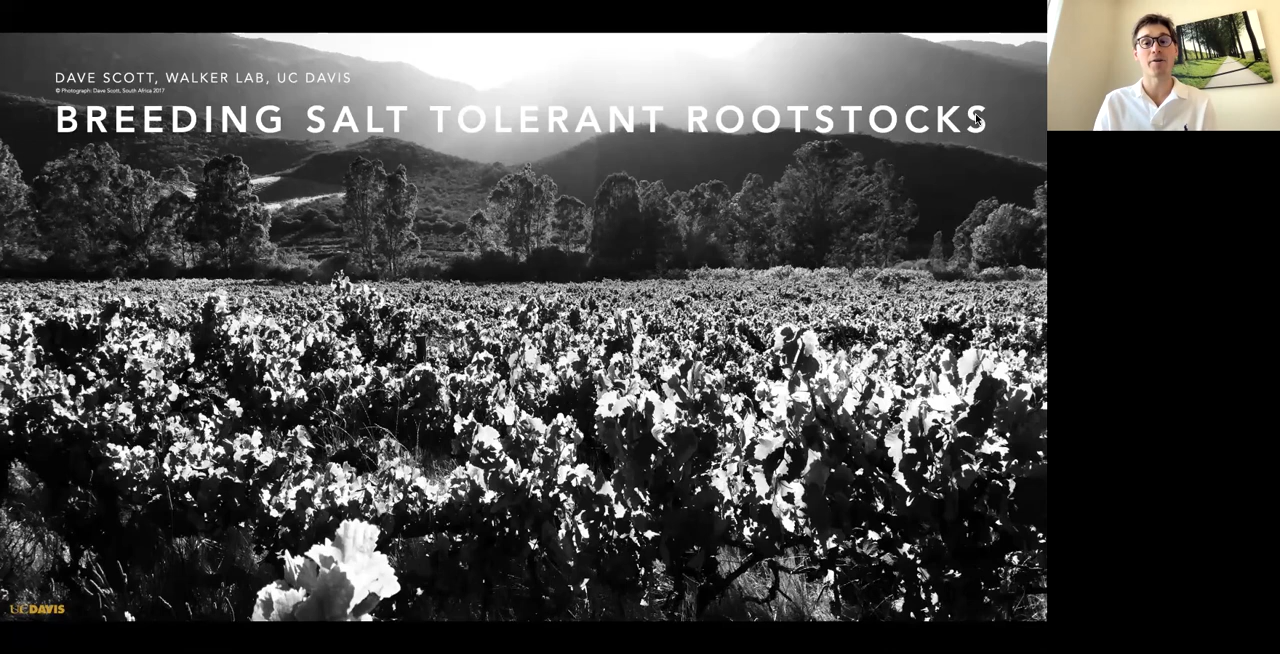 DAVE SCOTT, WALKER LAB, UC DAVIS
© Photograph: Dave Scott, South Africa 2017
BREEDING SALT TOLERANT ROOTSTOCKS
UCDAVIS